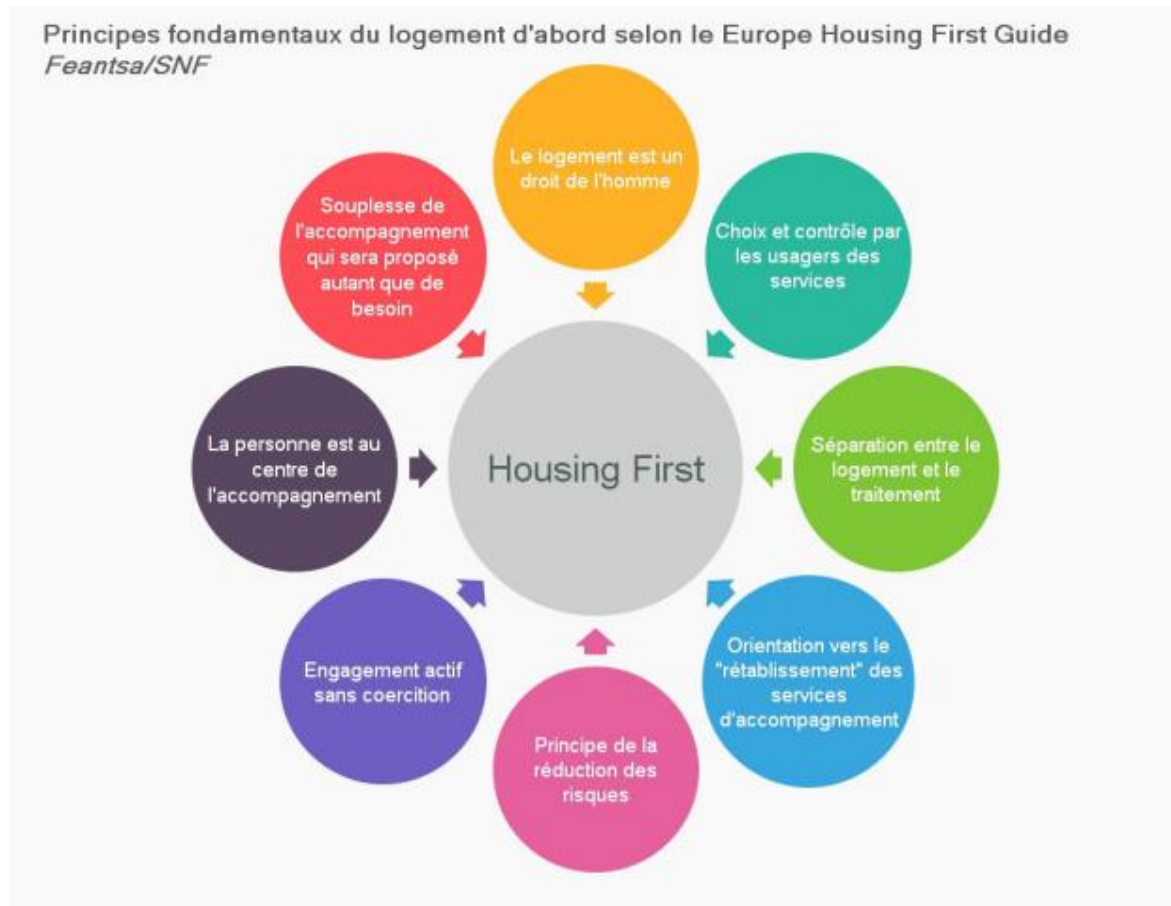 Principes fondamentaux du logement d'abord selon le Europe Housing First Guide
Feantsa/SNF
Le logement est un
droit de l'homme
Choix et contrôle par
les usagers des
services
Séparation entre le
logement et le
traitement
Orientation vers le
"rétablissement" des
services
d'accompagnement
Principe de la
réduction des
risques
Engagement actif
sans coercition
La personne est au
centre de
l'accompagnement
Souplesse de
l'accompagnement
qui sera proposé
autant que de
besoin
Housing First